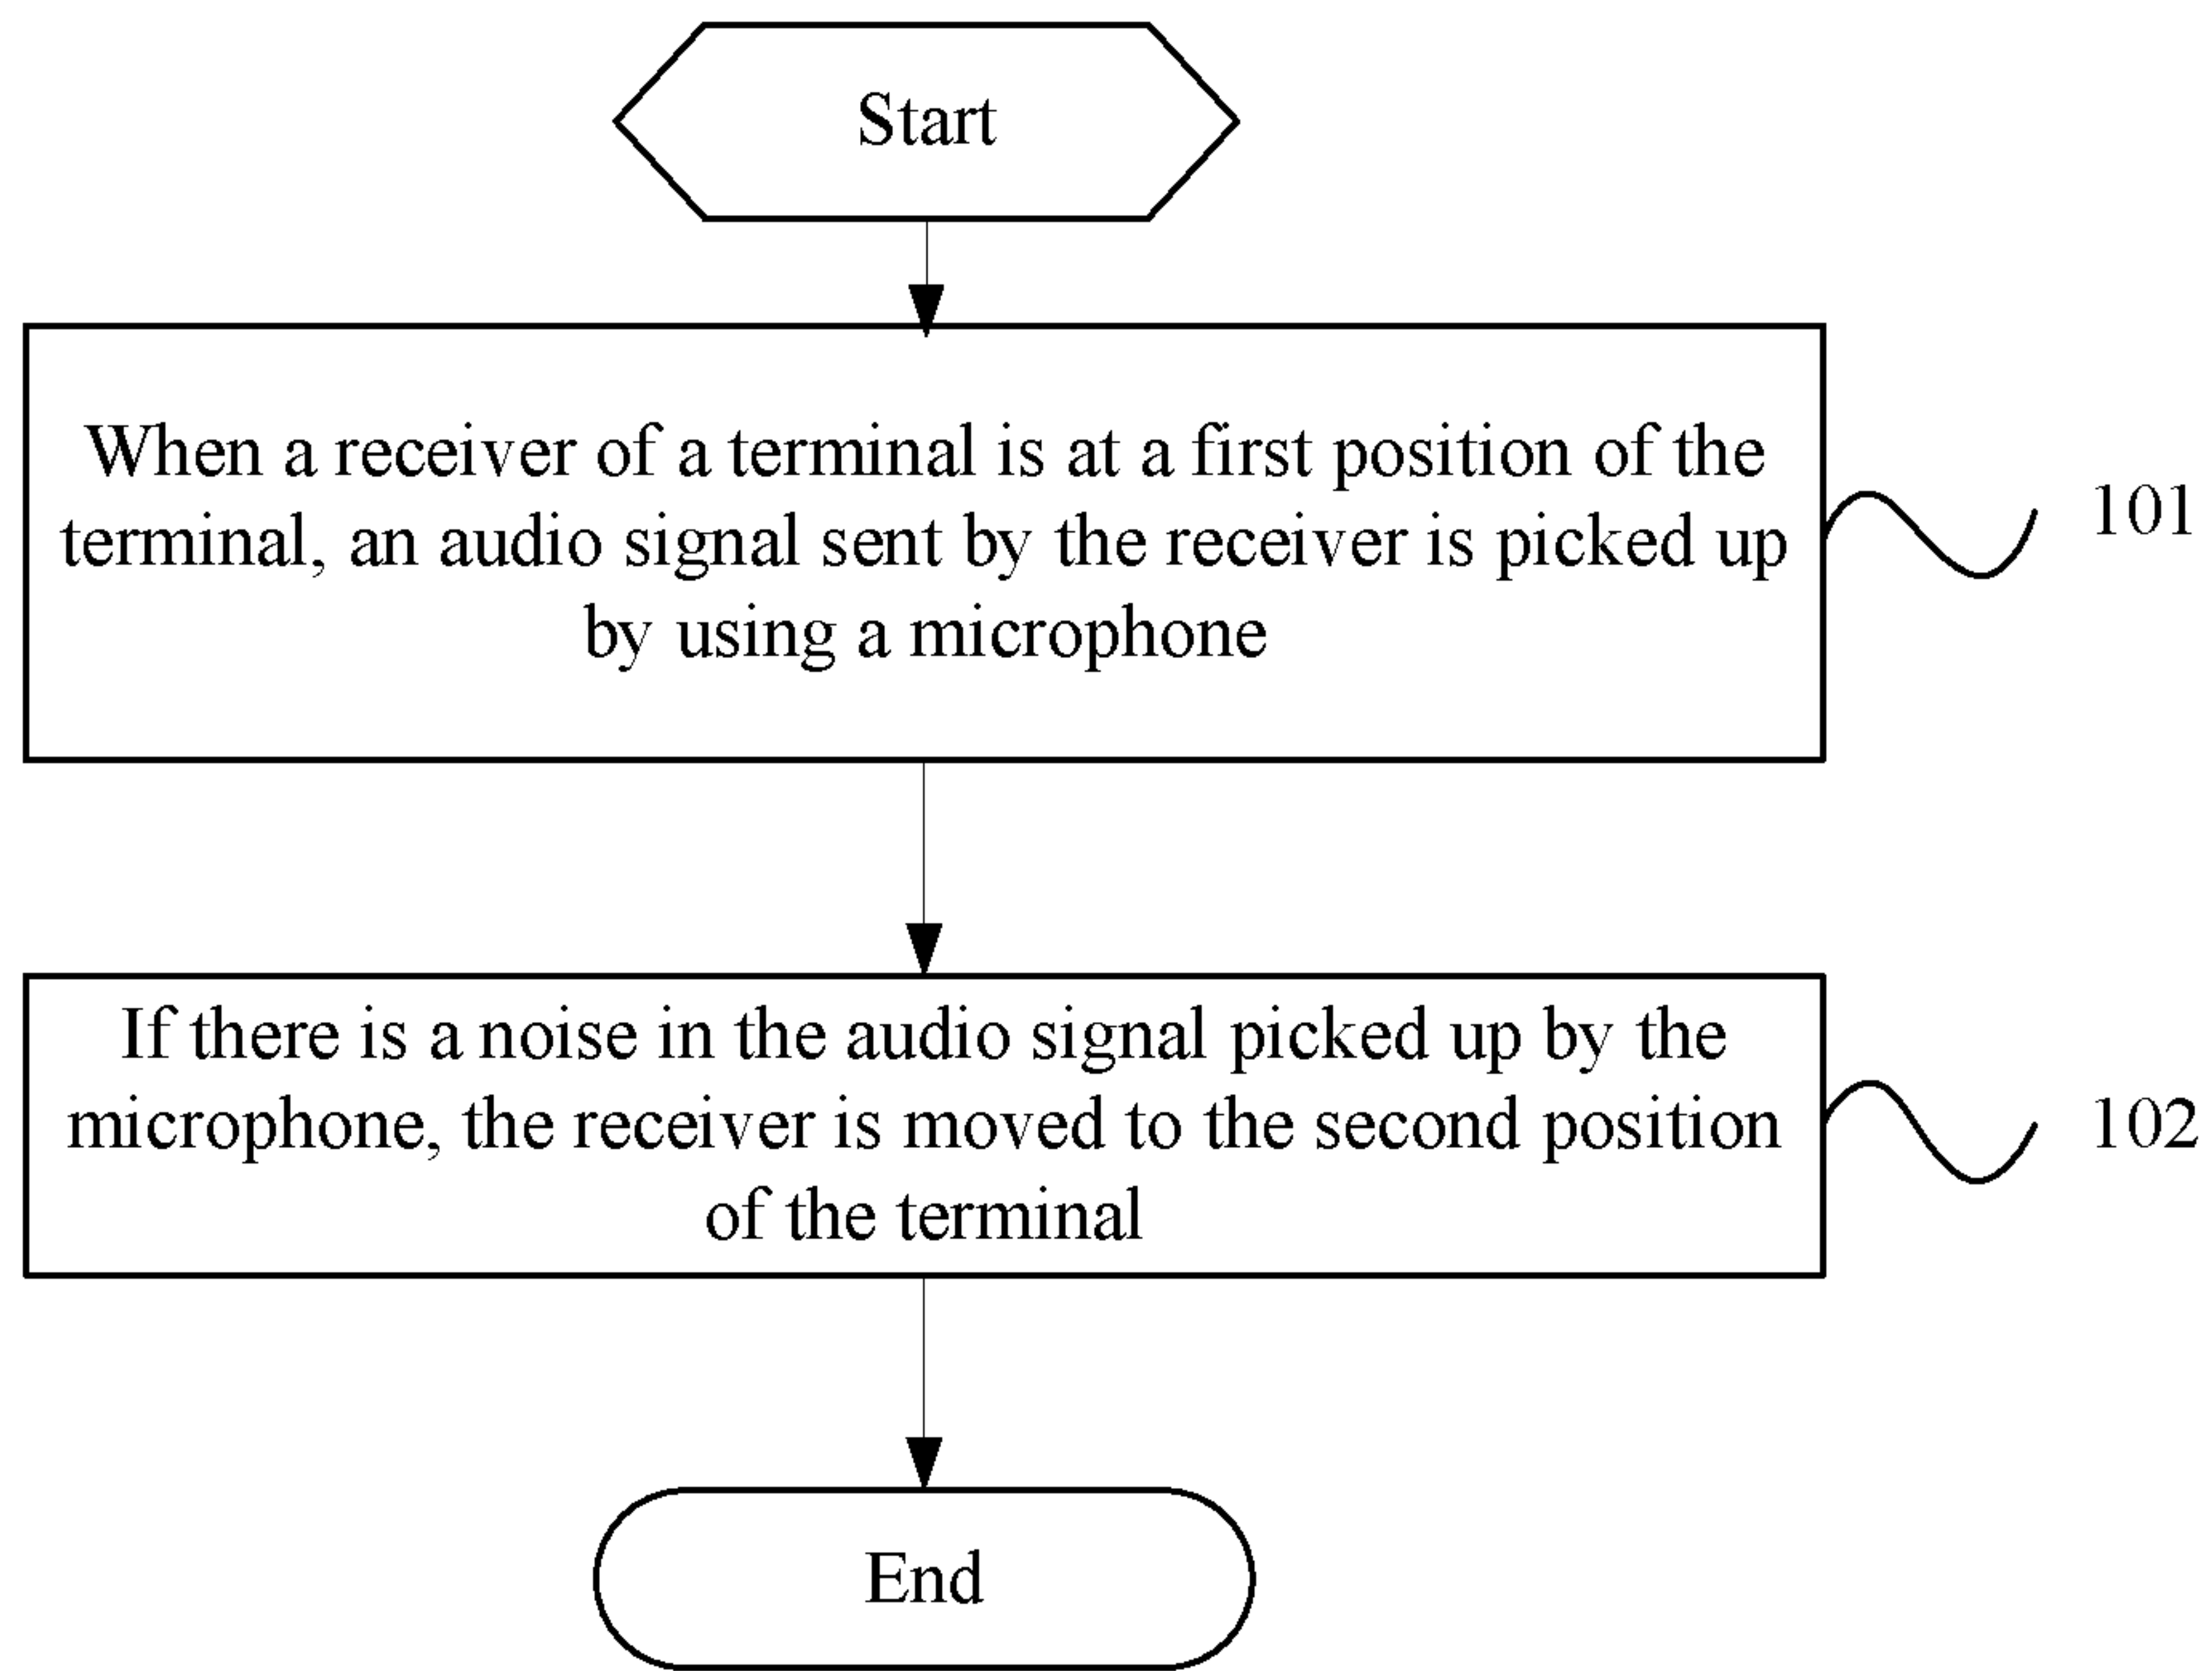 Start
When a receiver of a terminal is at a first position of the
terminal, an audio signal sent by the receiver is picked up
by using a microphone
101
If there is a noise in the audio signal picked up by the
microphone, the receiver is moved to the second position
of the terminal
102
End